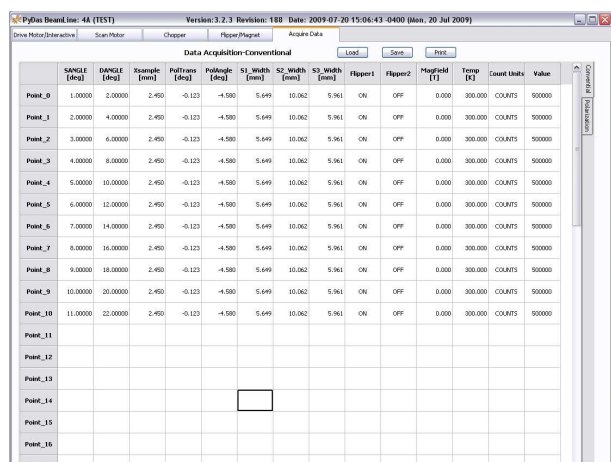 PyDas BeamLine: 4A (TEST) Version: 3.2.3 Revision: 188 Date: 2009-07-20 15:06:43 -0400 (Mon, 20 Jul 2009)
Drive Motor/Interactive Scan Motor Chopper Flipper/Magnet Acquire Data
Data Acquisition-Conventional Load Save Print
SANGLE DANGLE Xsample PolTrans PolAngle S1_Width S2_Width S3_Width Flipper1 Flipper2 MagField Temp Count Units Value
[deg] [deg] [mm] [mm] [deg] [mm] [mm] [mm] [T] [K]
Point_0 1.00000 2.00000 2.450 -0.123 -4.580 5.649 10.062 5.961 ON OFF 0.000 300.000 COUNTS 500000
Point_1 2.00000 4.00000 2.450 -0.123 -4.580 5.649 10.062 5.961 ON OFF 0.000 300.000 COUNTS 500000
Point_2 3.00000 6.00000 2.450 -0.123 -4.580 5.649 10.062 5.961 ON OFF 0.000 300.000 COUNTS 500000
Point_3 4.00000 8.00000 2.450 -0.123 -4.580 5.649 10.062 5.961 ON OFF 0.000 300.000 COUNTS 500000
Point_4 5.00000 10.00000 2.450 -0.123 -4.580 5.649 10.062 5.961 ON OFF 0.000 300.000 COUNTS 500000
Point_5 6.00000 12.00000 2.450 -0.123 -4.580 5.649 10.062 5.961 ON OFF 0.000 300.000 COUNTS 500000
Point_6 7.00000 14.00000 2.450 -0.123 -4.580 5.649 10.062 5.961 ON OFF 0.000 300.000 COUNTS 500000
Point_7 8.00000 16.00000 2.450 -0.123 -4.580 5.649 10.062 5.961 ON OFF 0.000 300.000 COUNTS 500000
Point_8 9.00000 18.00000 2.450 -0.123 -4.580 5.649 10.062 5.961 ON OFF 0.000 300.000 COUNTS 500000
Point_9 10.00000 20.00000 2.450 -0.123 -4.580 5.649 10.062 5.961 ON OFF 0.000 300.000 COUNTS 500000
Point_10 11.00000 22.00000 2.450 -0.123 -4.580 5.649 10.062 5.961 ON OFF 0.000 300.000 COUNTS 500000
Point_11
Point_12
Point_13
Point_14
Point_15
Point_16
Conventional
Polarization